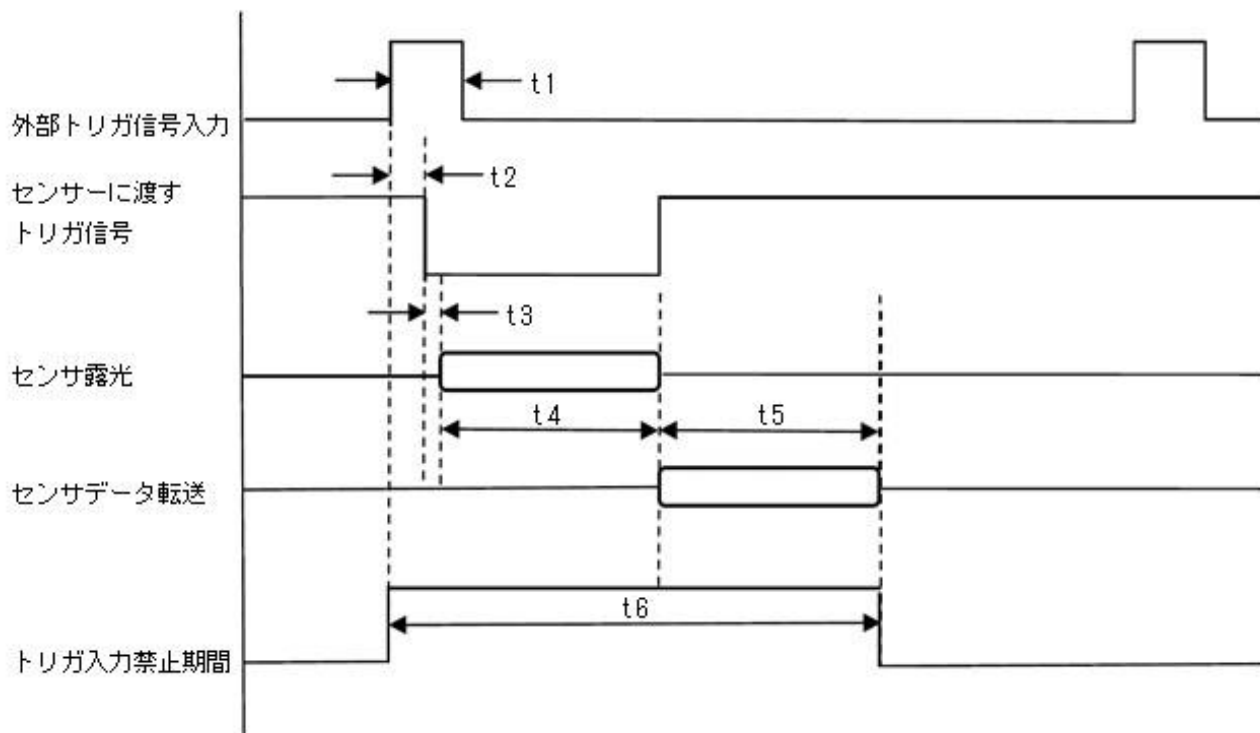 t1
外部トリガ信号入力
t2
センサーに渡す
トリガ信号
t3
センサ露光
t4
t5
センサデータ転送
t6
トリガ入力禁止期間